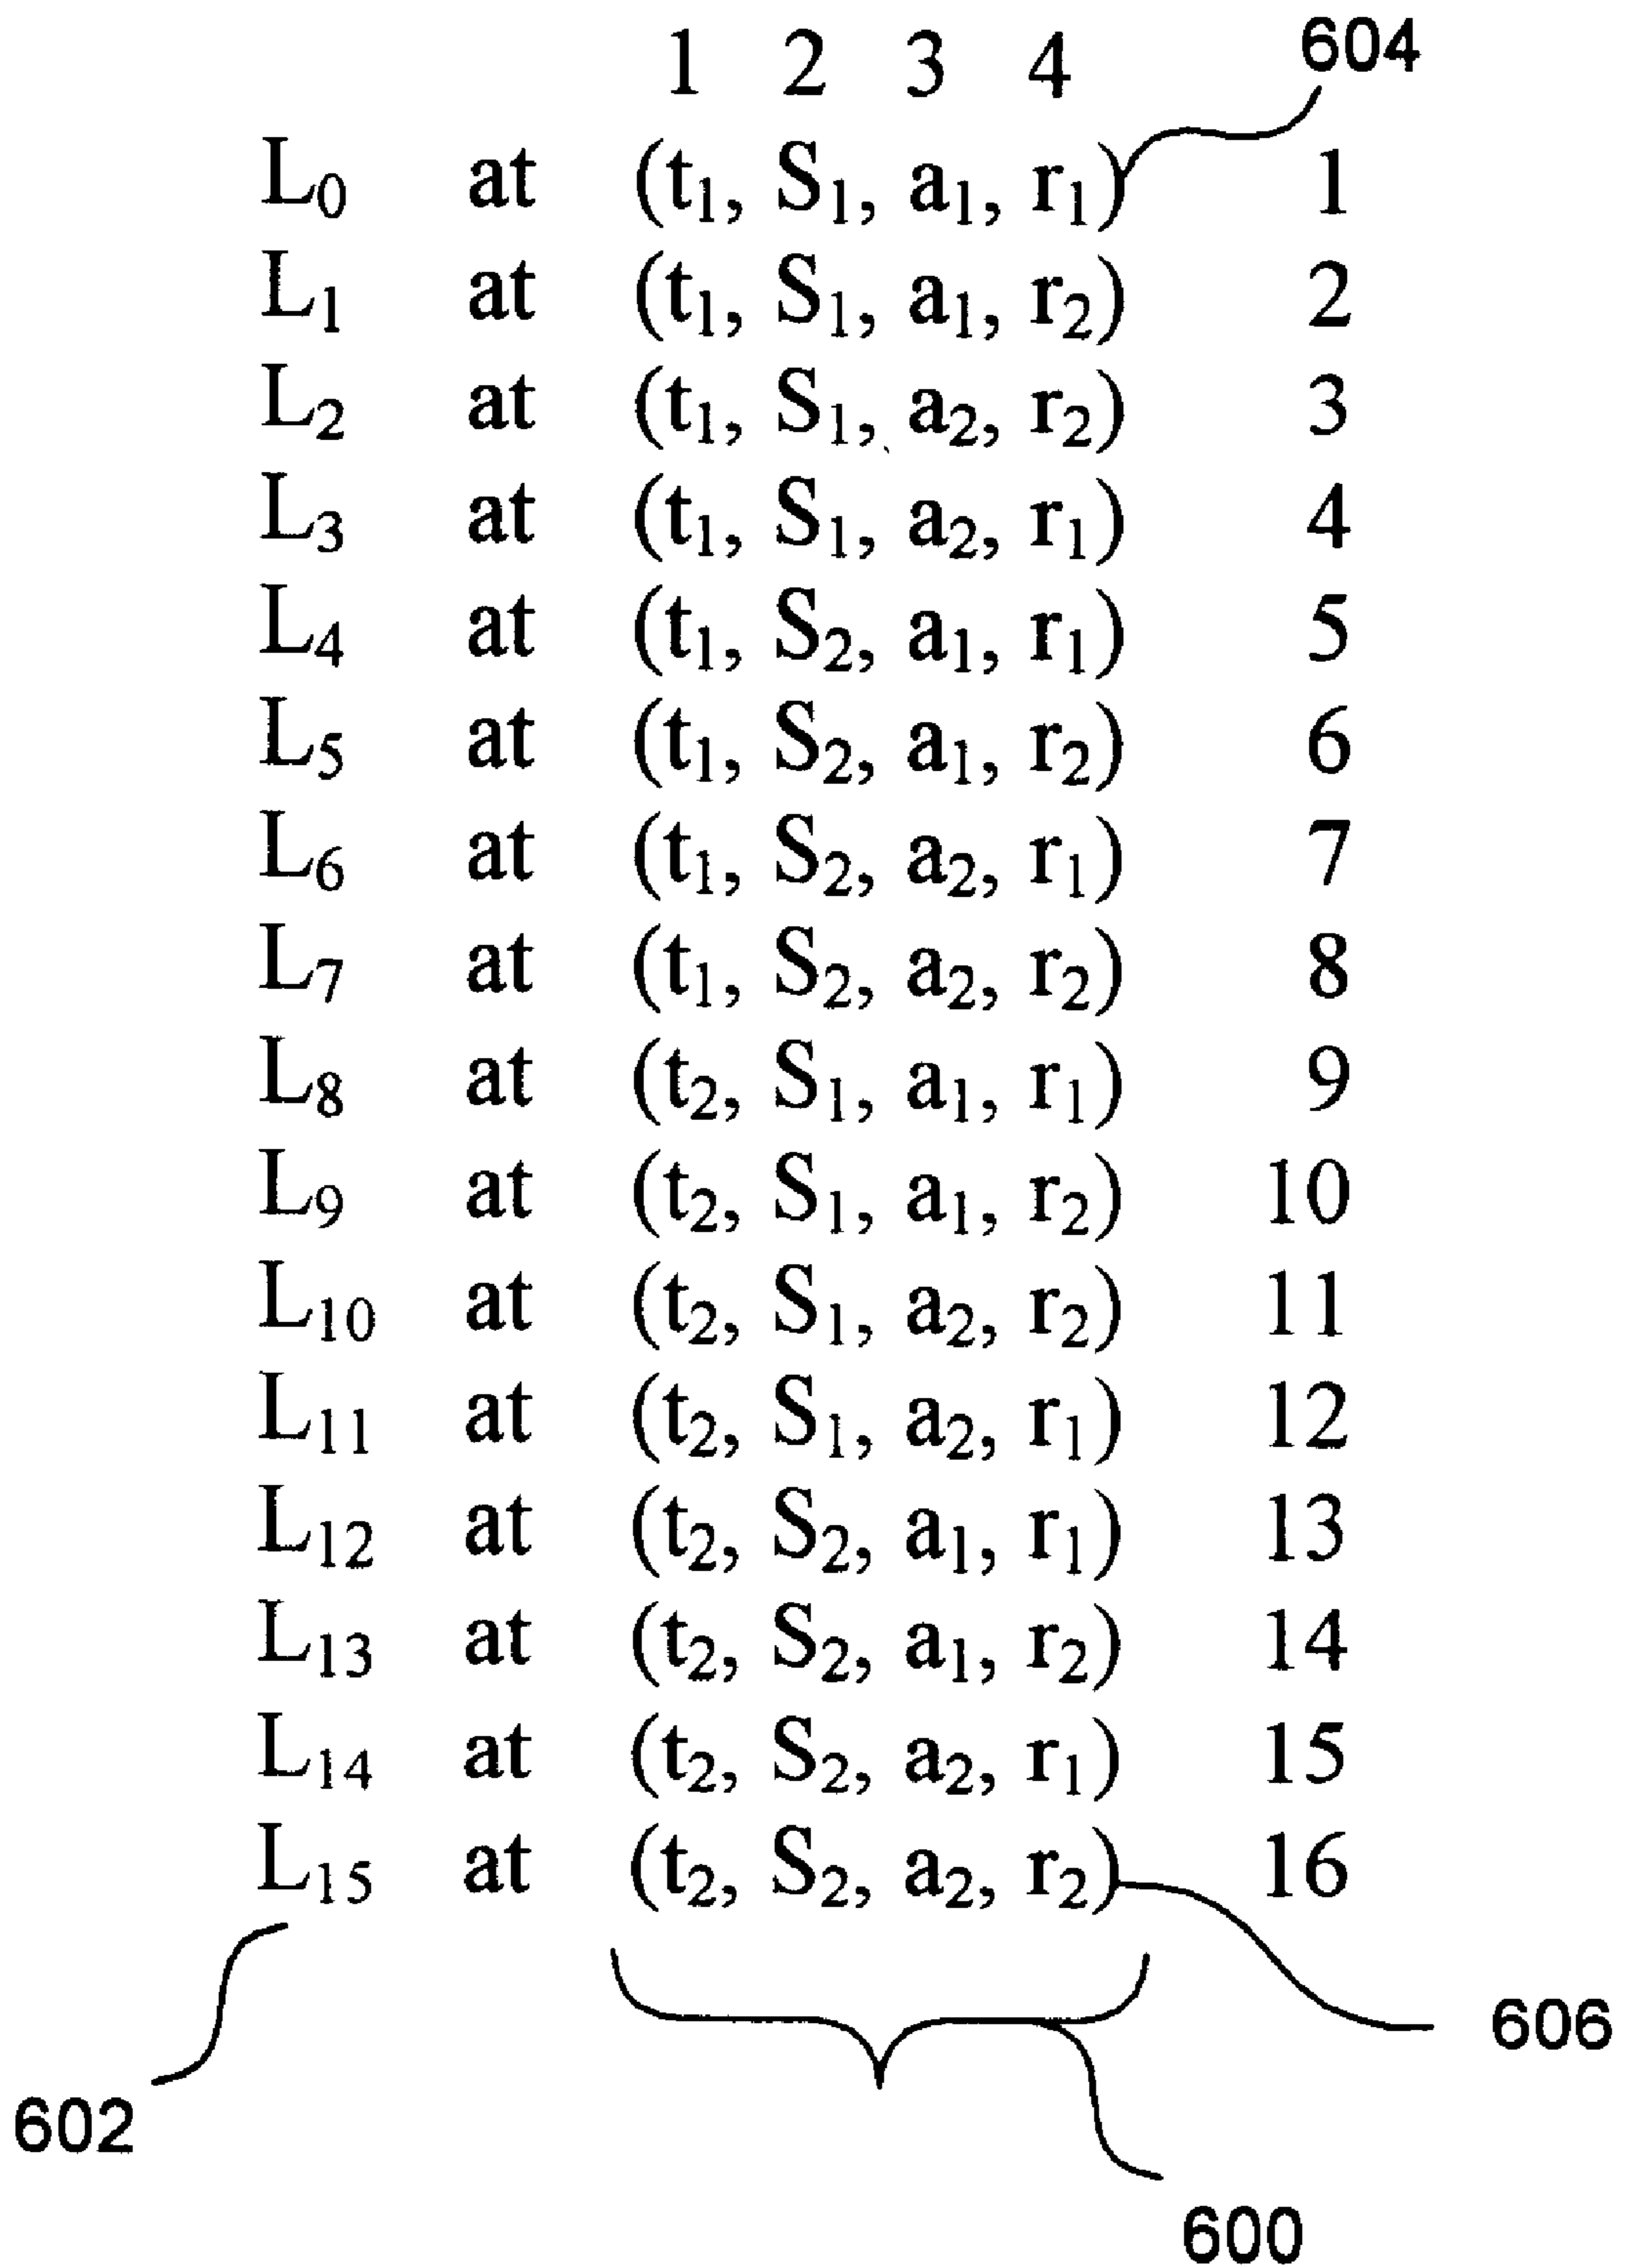 1 2 3 4 604
L₀ at (t₁, S₁, a₁, r₁) 1
L₁ at (t₁, S₁, a₁, r₂) 2
L₂ at (t₁, S₁, a₂, r₂) 3
L₃ at (t₁, S₁, a₂, r₁) 4
L₄ at (t₁, S₂, a₁, r₁) 5
L₅ at (t₁, S₂, a₁, r₂) 6
L₆ at (t₁, S₂, a₂, r₁) 7
L₇ at (t₁, S₂, a₂, r₂) 8
L₈ at (t₂, S₁, a₁, r₁) 9
L₉ at (t₂, S₁, a₁, r₂) 10
L₁₀ at (t₂, S₁, a₂, r₂) 11
L₁₁ at (t₂, S₁, a₂, r₁) 12
L₁₂ at (t₂, S₂, a₁, r₁) 13
L₁₃ at (t₂, S₂, a₁, r₂) 14
L₁₄ at (t₂, S₂, a₂, r₁) 15
L₁₅ at (t₂, S₂, a₂, r₂) 16
606
602
600